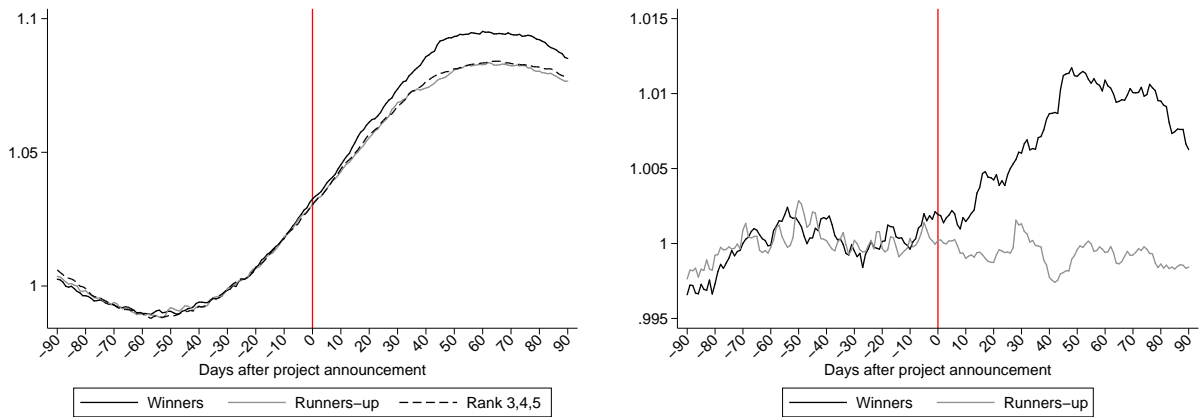 1.1
1.05
1
−90 −80 −70 −60 −50 −40 −30 −20 −10 0 10 20 30 40 50 60 70 80 90
Days after project announcement
Winners Runners−up Rank 3,4,5
1.015
1.01
1.005
1
.995
−90 −80 −70 −60 −50 −40 −30 −20 −10 0 10 20 30 40 50 60 70 80 90
Days after project announcement
Winners Runners−up